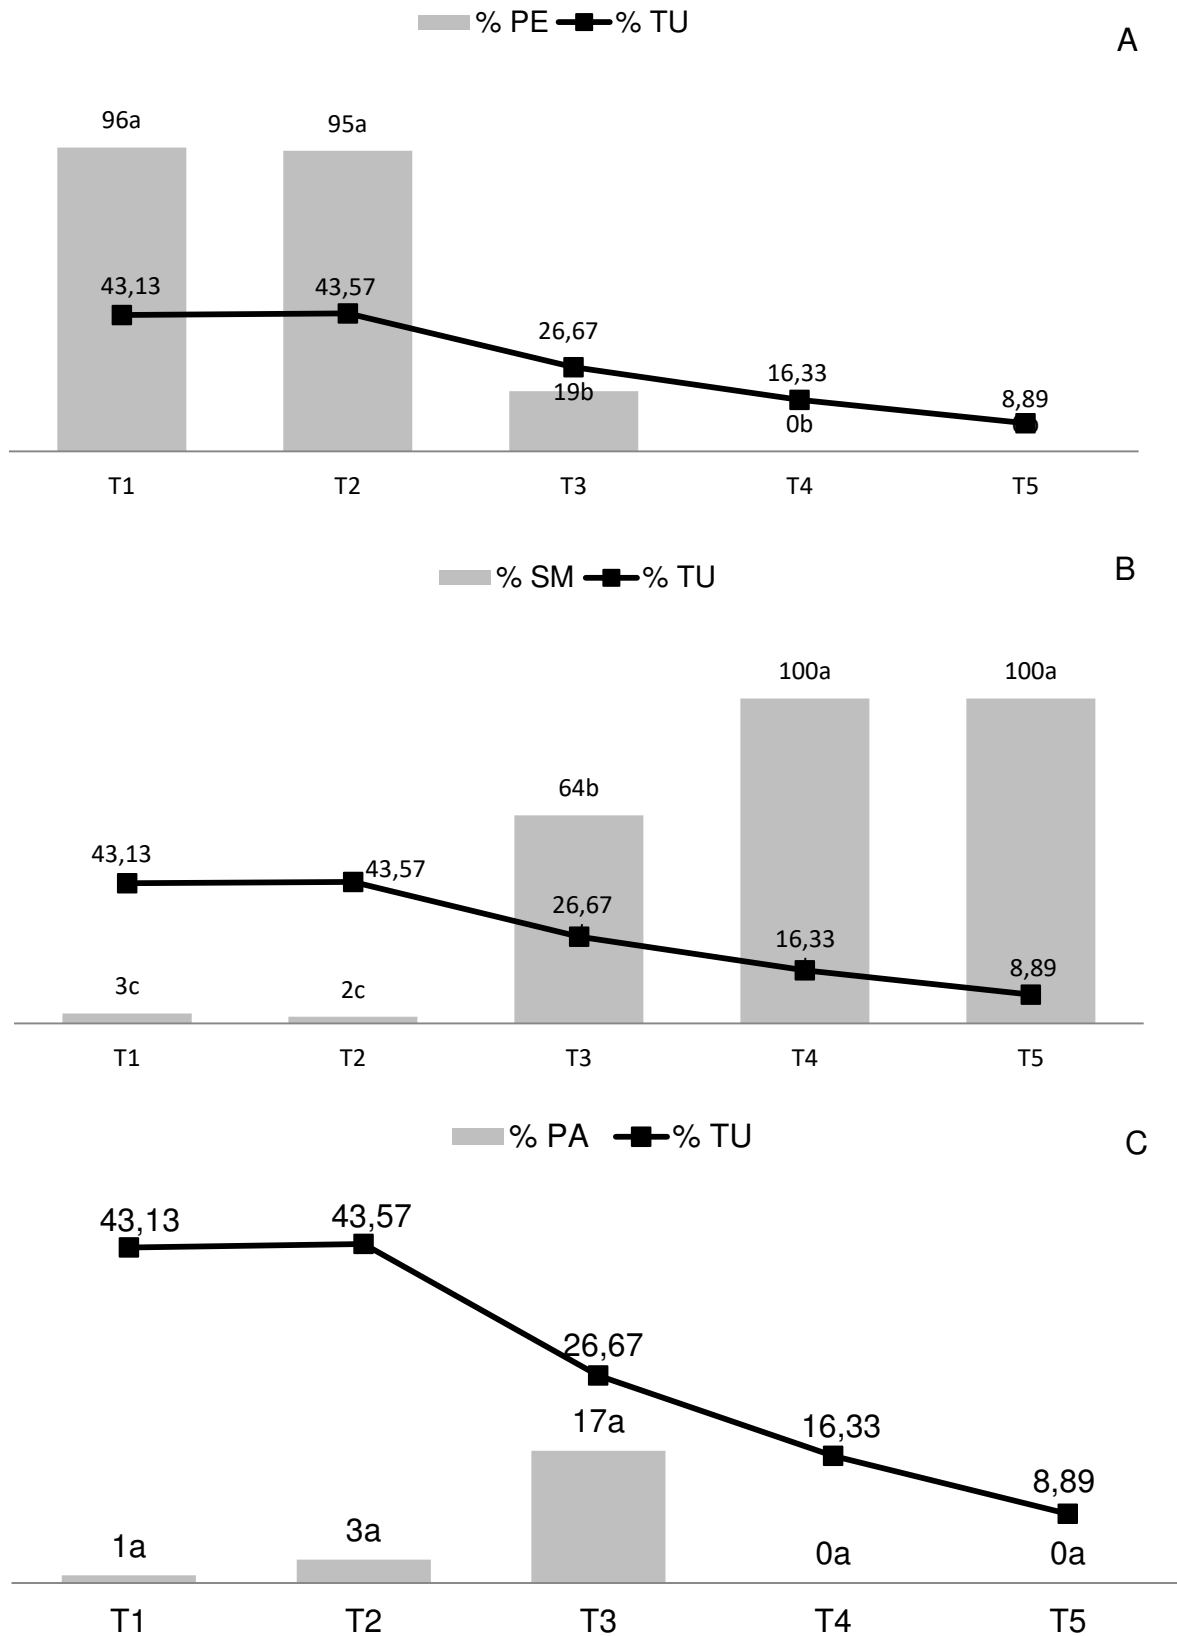 % PE % TU
A
96a 95a
43,13 43,57
26,67
19b
16,33
0b
8,89
T1 T2 T3 T4 T5
% SM % TU
B
100a 100a
64b
43,13 43,57
26,67
16,33
8,89
3c 2c
T1 T2 T3 T4 T5
% PA % TU
C
43,13 43,57
26,67
17a
16,33
8,89
1a 3a 0a 0a
T1 T2 T3 T4 T5